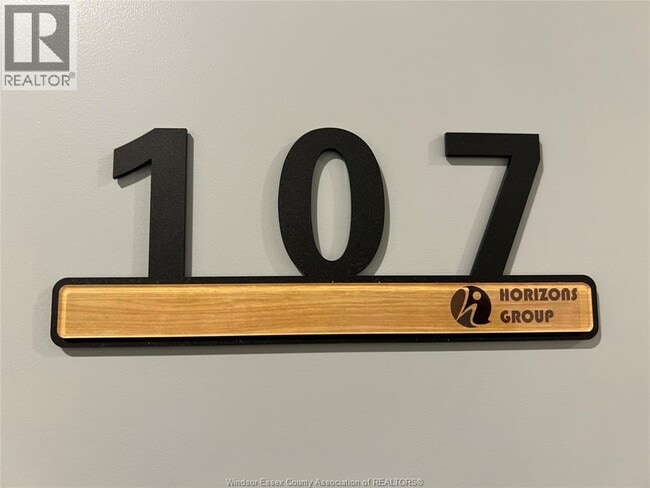 REALTOR®
107
HORIZONS
GROUP
Windsor Essex County Association of REALTORS®